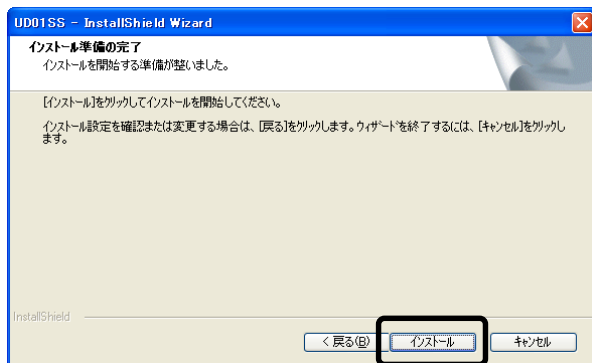 UD01SS - InstallShield Wizard
インストール準備の完了
インストールを開始する準備が整いました。
[インストール]をクリックしてインストールを開始してください。
インストール設定を確認または変更する場合は、[戻る]をクリックします。ウィザードを終了するには、[キャンセル]をクリックし
ます。
InstallShield
< 戻る(B) インストール キャンセル